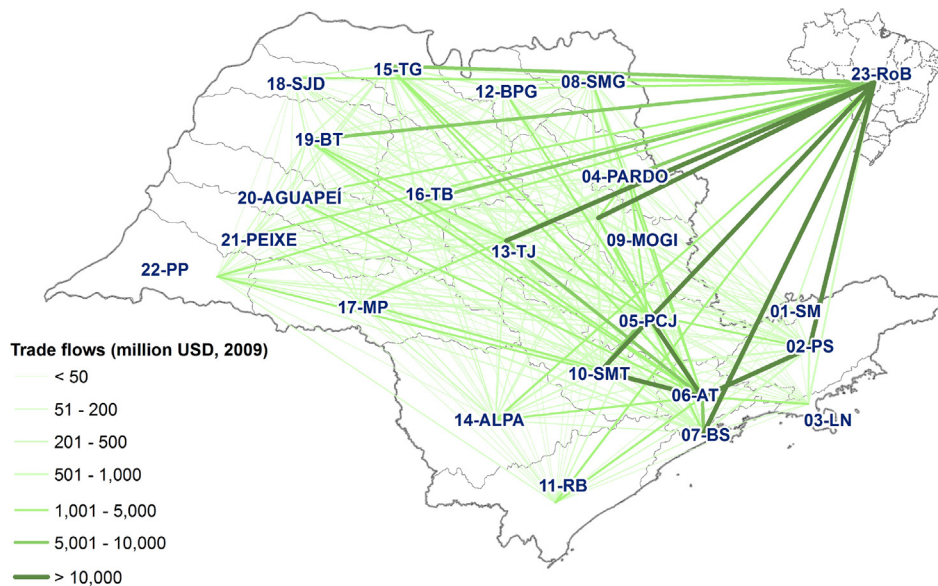 15-TG
23-RoB
18-SJD
12-BPG
08-SMG
19-BT
04-PARDO
20-AGUAPEÍ
16-TB
21-PEIXE
09-MOGI
13-TJ
22-PP
17-MP
01-SM
05-PCJ
02-PS
Trade flows (million USD, 2009)
10-SMT
< 50
06-AT
51 - 200
14-ALPA
03-LN
07-BS
201 - 500
501 - 1,000
11-RB
1,001 - 5,000
5,001 - 10,000
> 10,000